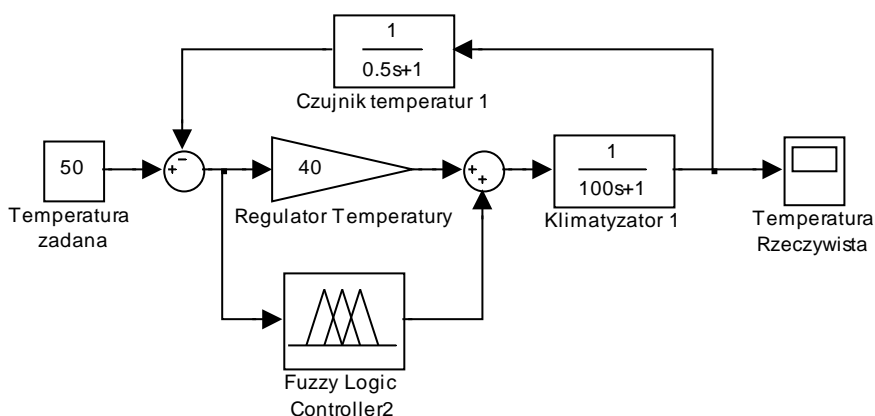 1
0.5s+1
Czujnik temperatur 1
50
Temperatura
zadana
+
−
40
Regulator Temperatury
+
+
1
100s+1
Klimatyzator 1
Temperatura
Rzeczywista
Fuzzy Logic
Controller2